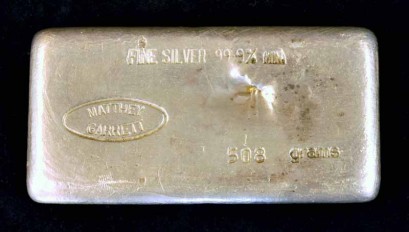 FINE SILVER 99.9% MIN
MATTHEY
GARRETT
508 grams